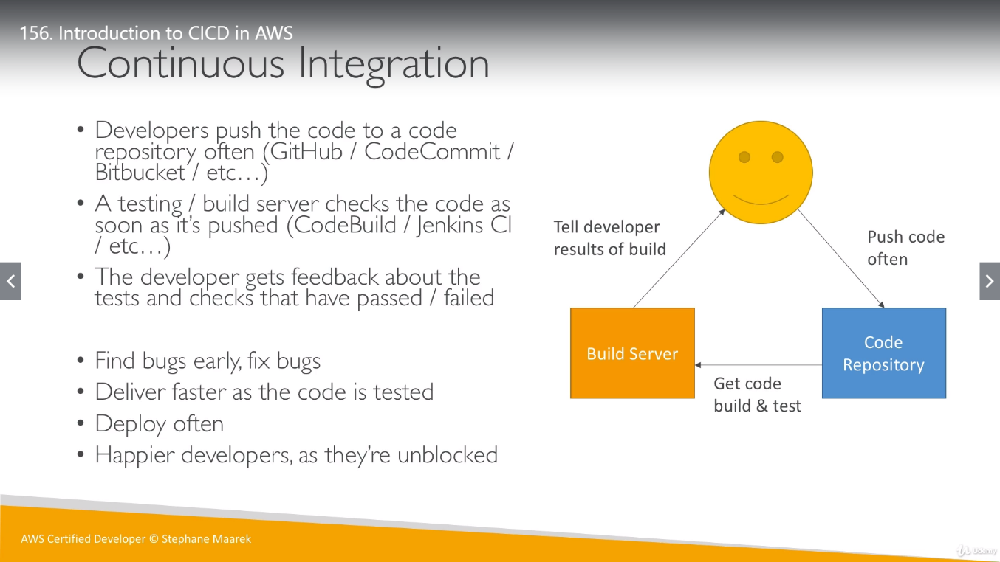 156. Introduction to CICD in AWS
Continuous Integration
• Developers push the code to a code
repository often (GitHub / CodeCommit /
Bitbucket / etc…)
• A testing / build server checks the code as
soon as it’s pushed (CodeBuild / Jenkins CI
/ etc…)
• The developer gets feedback about the
tests and checks that have passed / failed
• Find bugs early, fix bugs
• Deliver faster as the code is tested
• Deploy often
• Happier developers, as they’re unblocked
Tell developer
results of build
Push code
often
Build Server
Code
Repository
Get code
build & test
AWS Certified Developer © Stephane Maarek
Udemy